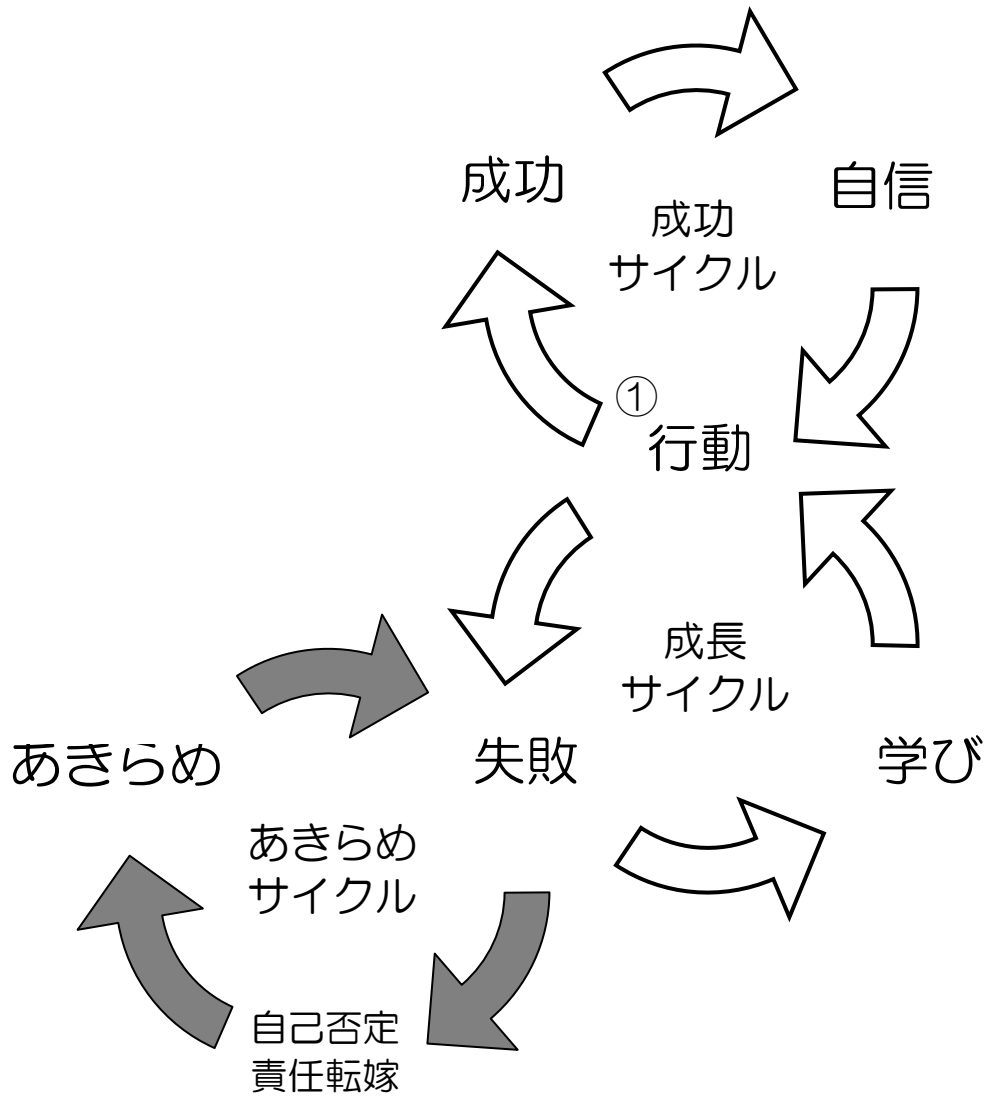 成功
自信
成功
サイクル
①
行動
成長
サイクル
あきらめ
失敗
学び
あきらめ
サイクル
自己否定
責任転嫁